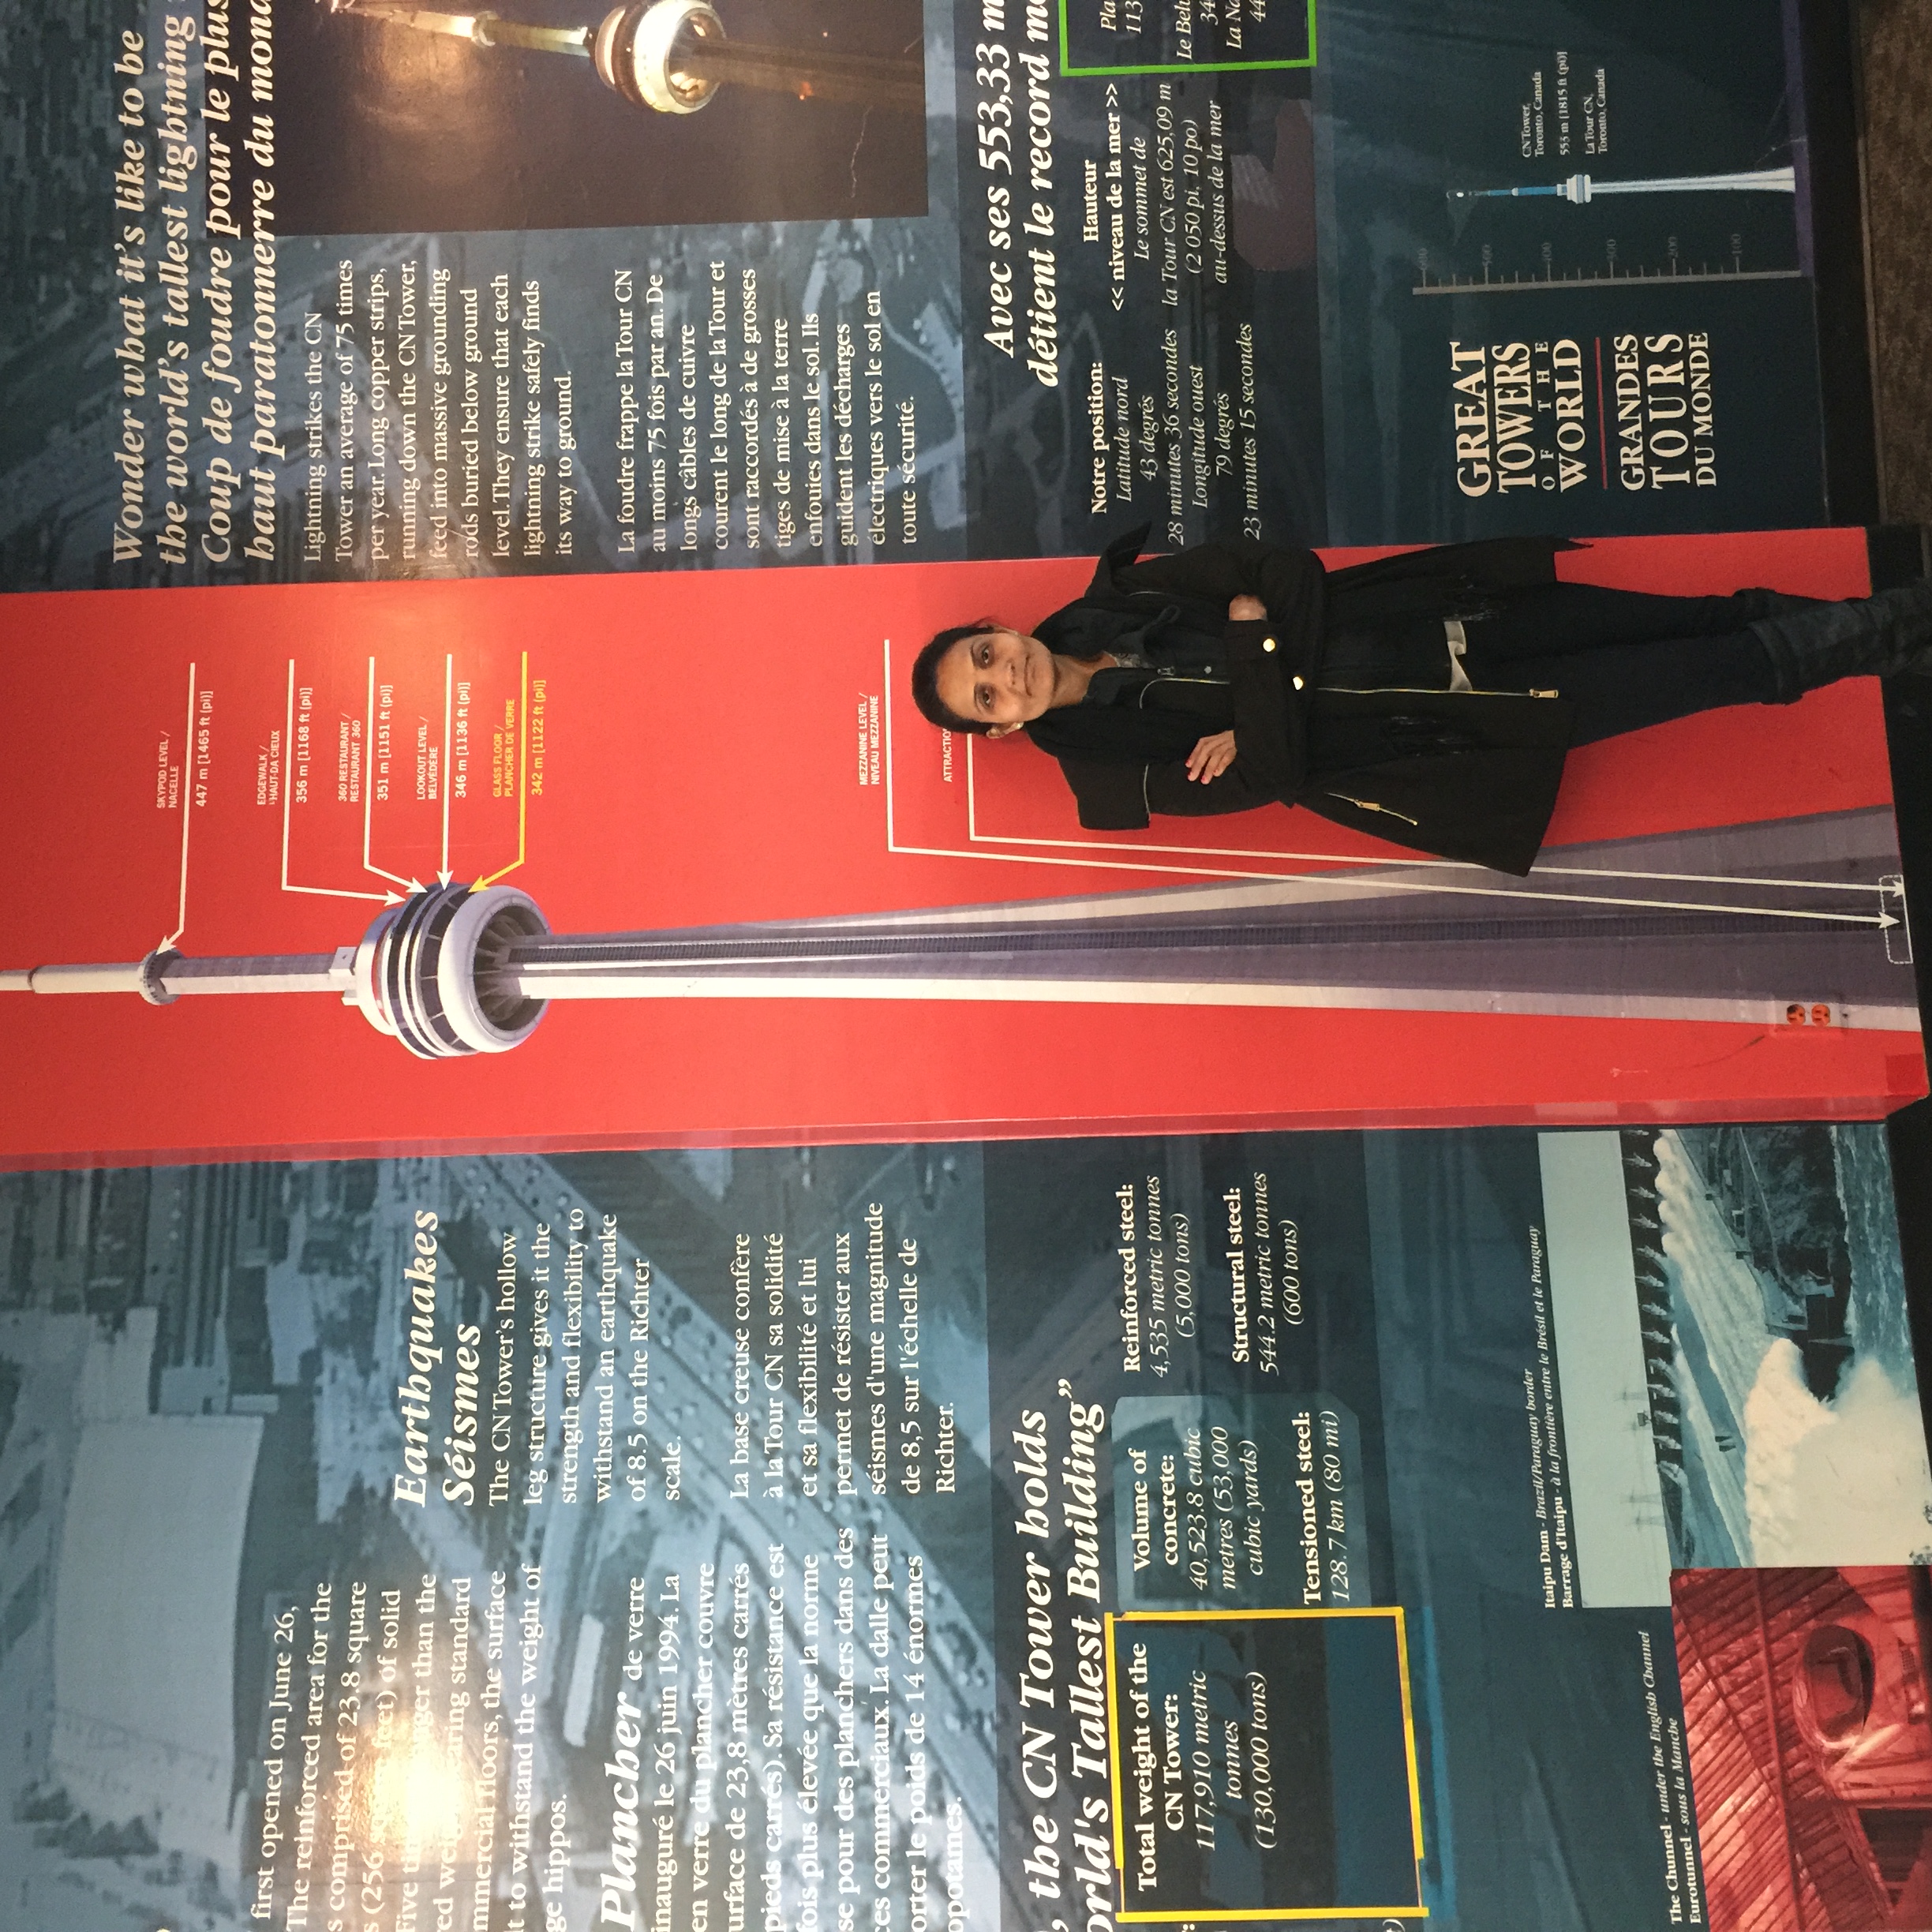 first opened on June 26,
The reinforced area for the
comprised of 23.8 square
(256 square feet) of solid
Five than the
standard
floors, the surface
to withstand the weight of
hippos.
Plancher de verre
inauguré le 26 juin 1994. La
en verre du plancher couvre
de 23,8 mètres carrés
pieds carrés). Sa résistance est
fois plus élevée que la norme
pour des planchers dans des
commerciaux. La dalle peut
le poids de 14 énormes
Earthquakes
Séismes
The CN Tower's hollow
leg structure gives it the
strength and flexibility to
withstand an earthquake
of 8.5 on the Richter
scale.
La base creuse confère
à la Tour CN sa solidité
et sa flexibilité et lui
permet de résister aux
séismes d'une magnitude
de 8,5 sur l'échelle de
Richter.
, the CN Tower holds
Tallest Building”
Total weight of the
CN Tower:
117,910 metric
tonnes
(130,000 tons)
Volume of
concrete:
40,523.8 cubic
metres (53,000
cubic yards)
Tensioned steel:
128.7 km (80 mi)
Reinforced steel:
4,535 metric tonnes
(5,000 tons)
Structural steel:
544.2 metric tonnes
(600 tons)
Itaipu Dam - Brazil/Paraguay border
Barrage d'Itaipu - à la frontière entre le Brésil et le Paraguay
The Chunnel - under the English Channel
Eurotunnel - sous la Manche
SKYPOD LEVEL /
NACELLE
447 m [1465 ft (pi)]
EDGEWALK /
L'HAUT-DA CIEUX
356 m [1168 ft (pi)]
360 RESTAURANT /
RESTAURANT 360
351 m [1151 ft (pi)]
LOOKOUT LEVEL /
BELVÉDÈRE
346 m [1136 ft (pi)]
GLASS FLOOR /
PLANCHER DE VERRE
342 m [1122 ft (pi)]
MEZZANINE LEVEL /
NIVEAU MEZZANINE
Wonder what it's like to be
the world's tallest lightning
Coup de foudre pour le plus
haut paratonnerre du
Lightning strikes the CN
Tower an average of 75 times
per year. Long copper strips,
running down the CN Tower,
feed into massive grounding
rods buried below ground
level. They ensure that each
lightning strike safely finds
its way to ground.
La foudre frappe la Tour CN
au moins 75 fois par an. De
longs câbles de cuivre
courent le long de la Tour et
sont raccordés à de grosses
tiges de mise à la terre
enfouies dans le sol. Ils
guident les décharges
électriques vers le sol en
toute sécurité.
Avec ses 553,33 m
détient le record
Notre position:
Latitude nord
43 degrés
28 minutes 36 secondes
Longitude ouest
79 degrés
23 minutes 15 secondes
Hauteur
<< niveau de la mer >>
Le sommet de
la Tour CN est 625,09 m
(2 050 pi, 10 po)
au-dessus de la mer
Le
La
GREAT
TOWERS
OF THE
WORLD
GRANDES
TOURS
DU MONDE
600
500
400
300
200
100
CN Tower,
Toronto, Canada
553 m [1815 ft (pi)]
La Tour CN,
Toronto, Canada